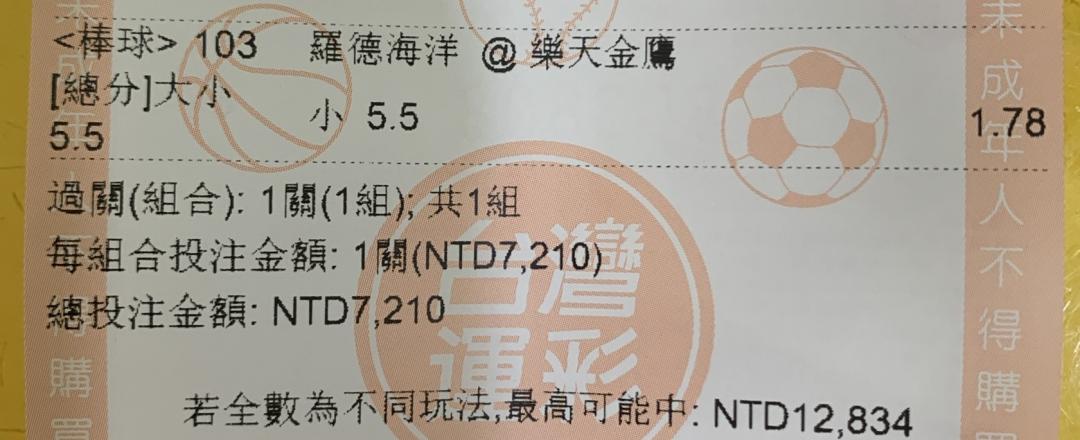 <棒球> 103 羅德海洋 @ 樂天金鷹
[總分]大小
5.5
小 5.5
1.78
過關(組合): 1關(1組); 共1組
每組合投注金額: 1關(NTD7,210)
總投注金額: NTD7,210
若全數為不同玩法,最高可能中: NTD12,834
台灣
運彩
未成年人不得購買